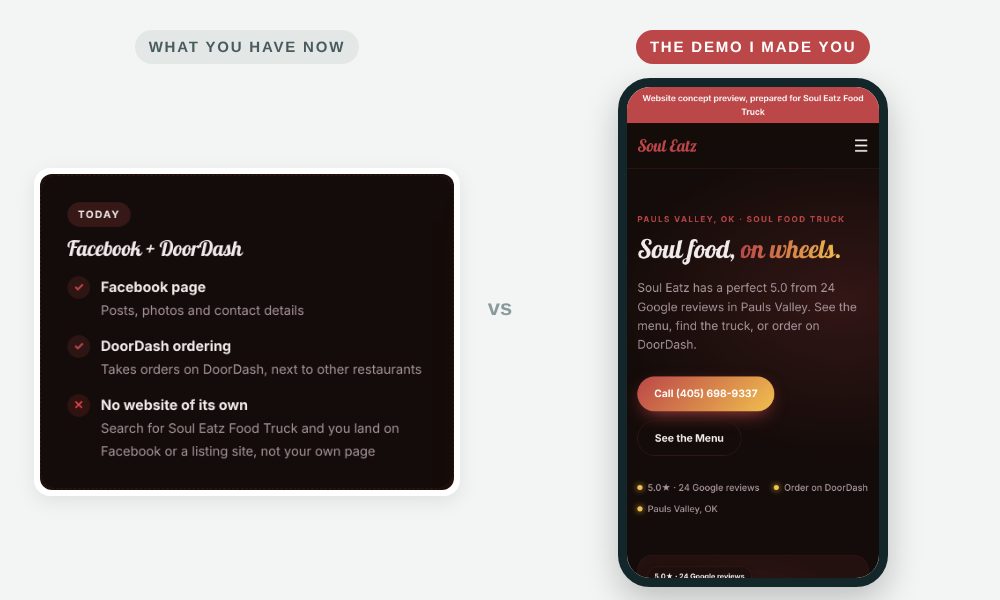 WHAT YOU HAVE NOW
TODAY
Facebook + DoorDash
Facebook page
Posts, photos and contact details
DoorDash ordering
Takes orders on DoorDash, next to other restaurants
No website of its own
Search for Soul Eatz Food Truck and you land on
Facebook or a listing site, not your own page
vs
THE DEMO I MADE YOU
Website concept preview, prepared for Soul Eatz Food
Truck
Soul Eatz
PAULS VALLEY, OK · SOUL FOOD TRUCK
Soul food, on wheels.
Soul Eatz has a perfect 5.0 from 24
Google reviews in Pauls Valley. See the
menu, find the truck, or order on
DoorDash.
Call (405) 698-9337
See the Menu
5.0★ · 24 Google reviews
Order on DoorDash
Pauls Valley, OK
5.0★ · 24 Google reviews